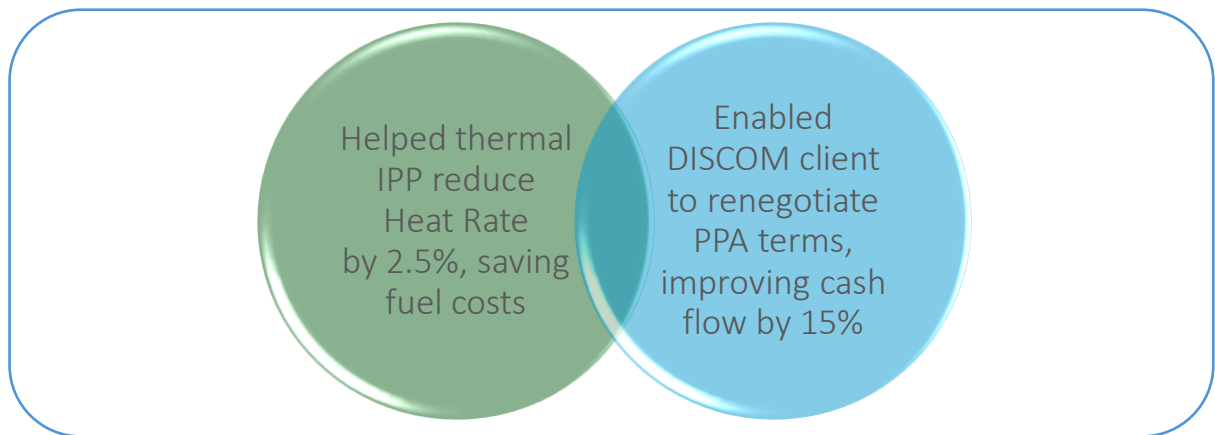 Helped thermal
IPP reduce
Heat Rate
by 2.5%, saving
fuel costs
Enabled
DISCOM client
to renegotiate
PPA terms,
improving cash
flow by 15%